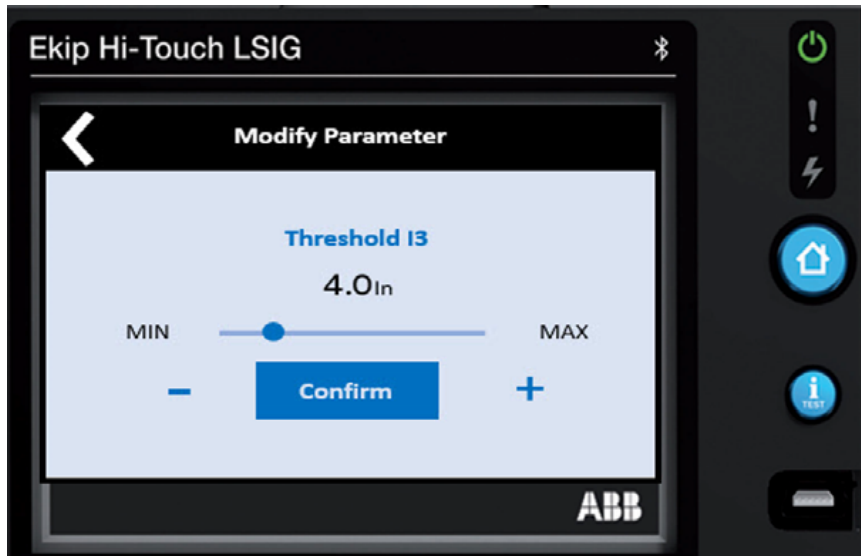 Ekip Hi-Touch LSIG
Modify Parameter
Threshold I3
4.0In
MIN
MAX
-
Confirm
+
i
TEST
ABB